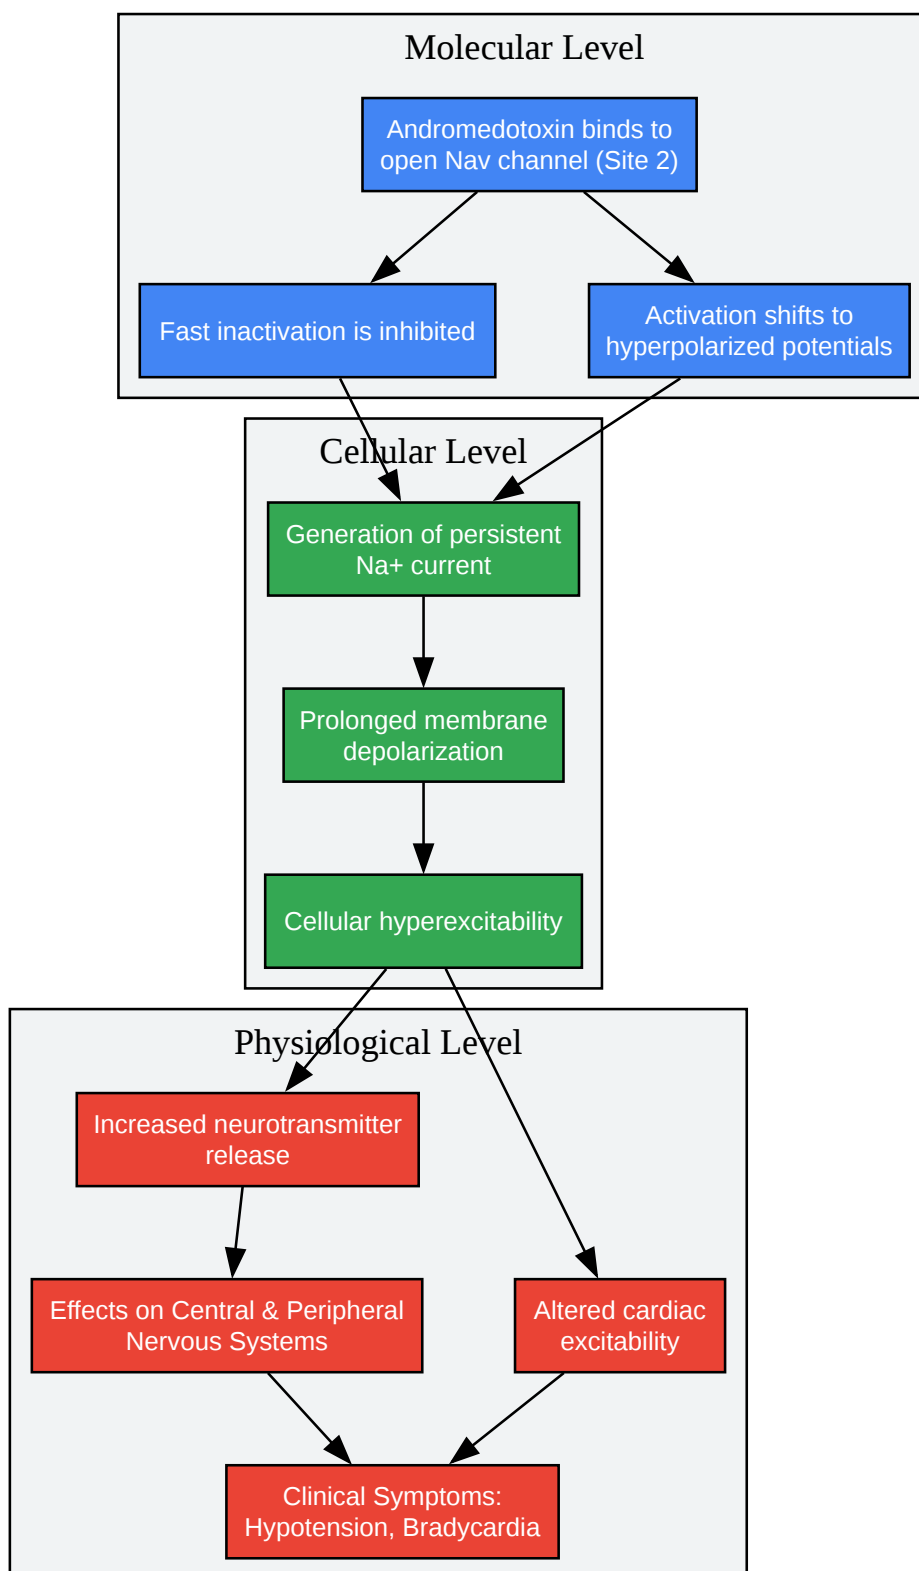 Molecular Level
Andromedotoxin binds to
open Nav channel (Site 2)
Fast inactivation is inhibited
Activation shifts to
hyperpolarized potentials
Cellular Level
Generation of persistent
Na+ current
Prolonged membrane
depolarization
Cellular hyperexcitability
Physiological Level
Increased neurotransmitter
release
Effects on Central & Peripheral
Nervous Systems
Altered cardiac
excitability
Clinical Symptoms:
Hypotension, Bradycardia